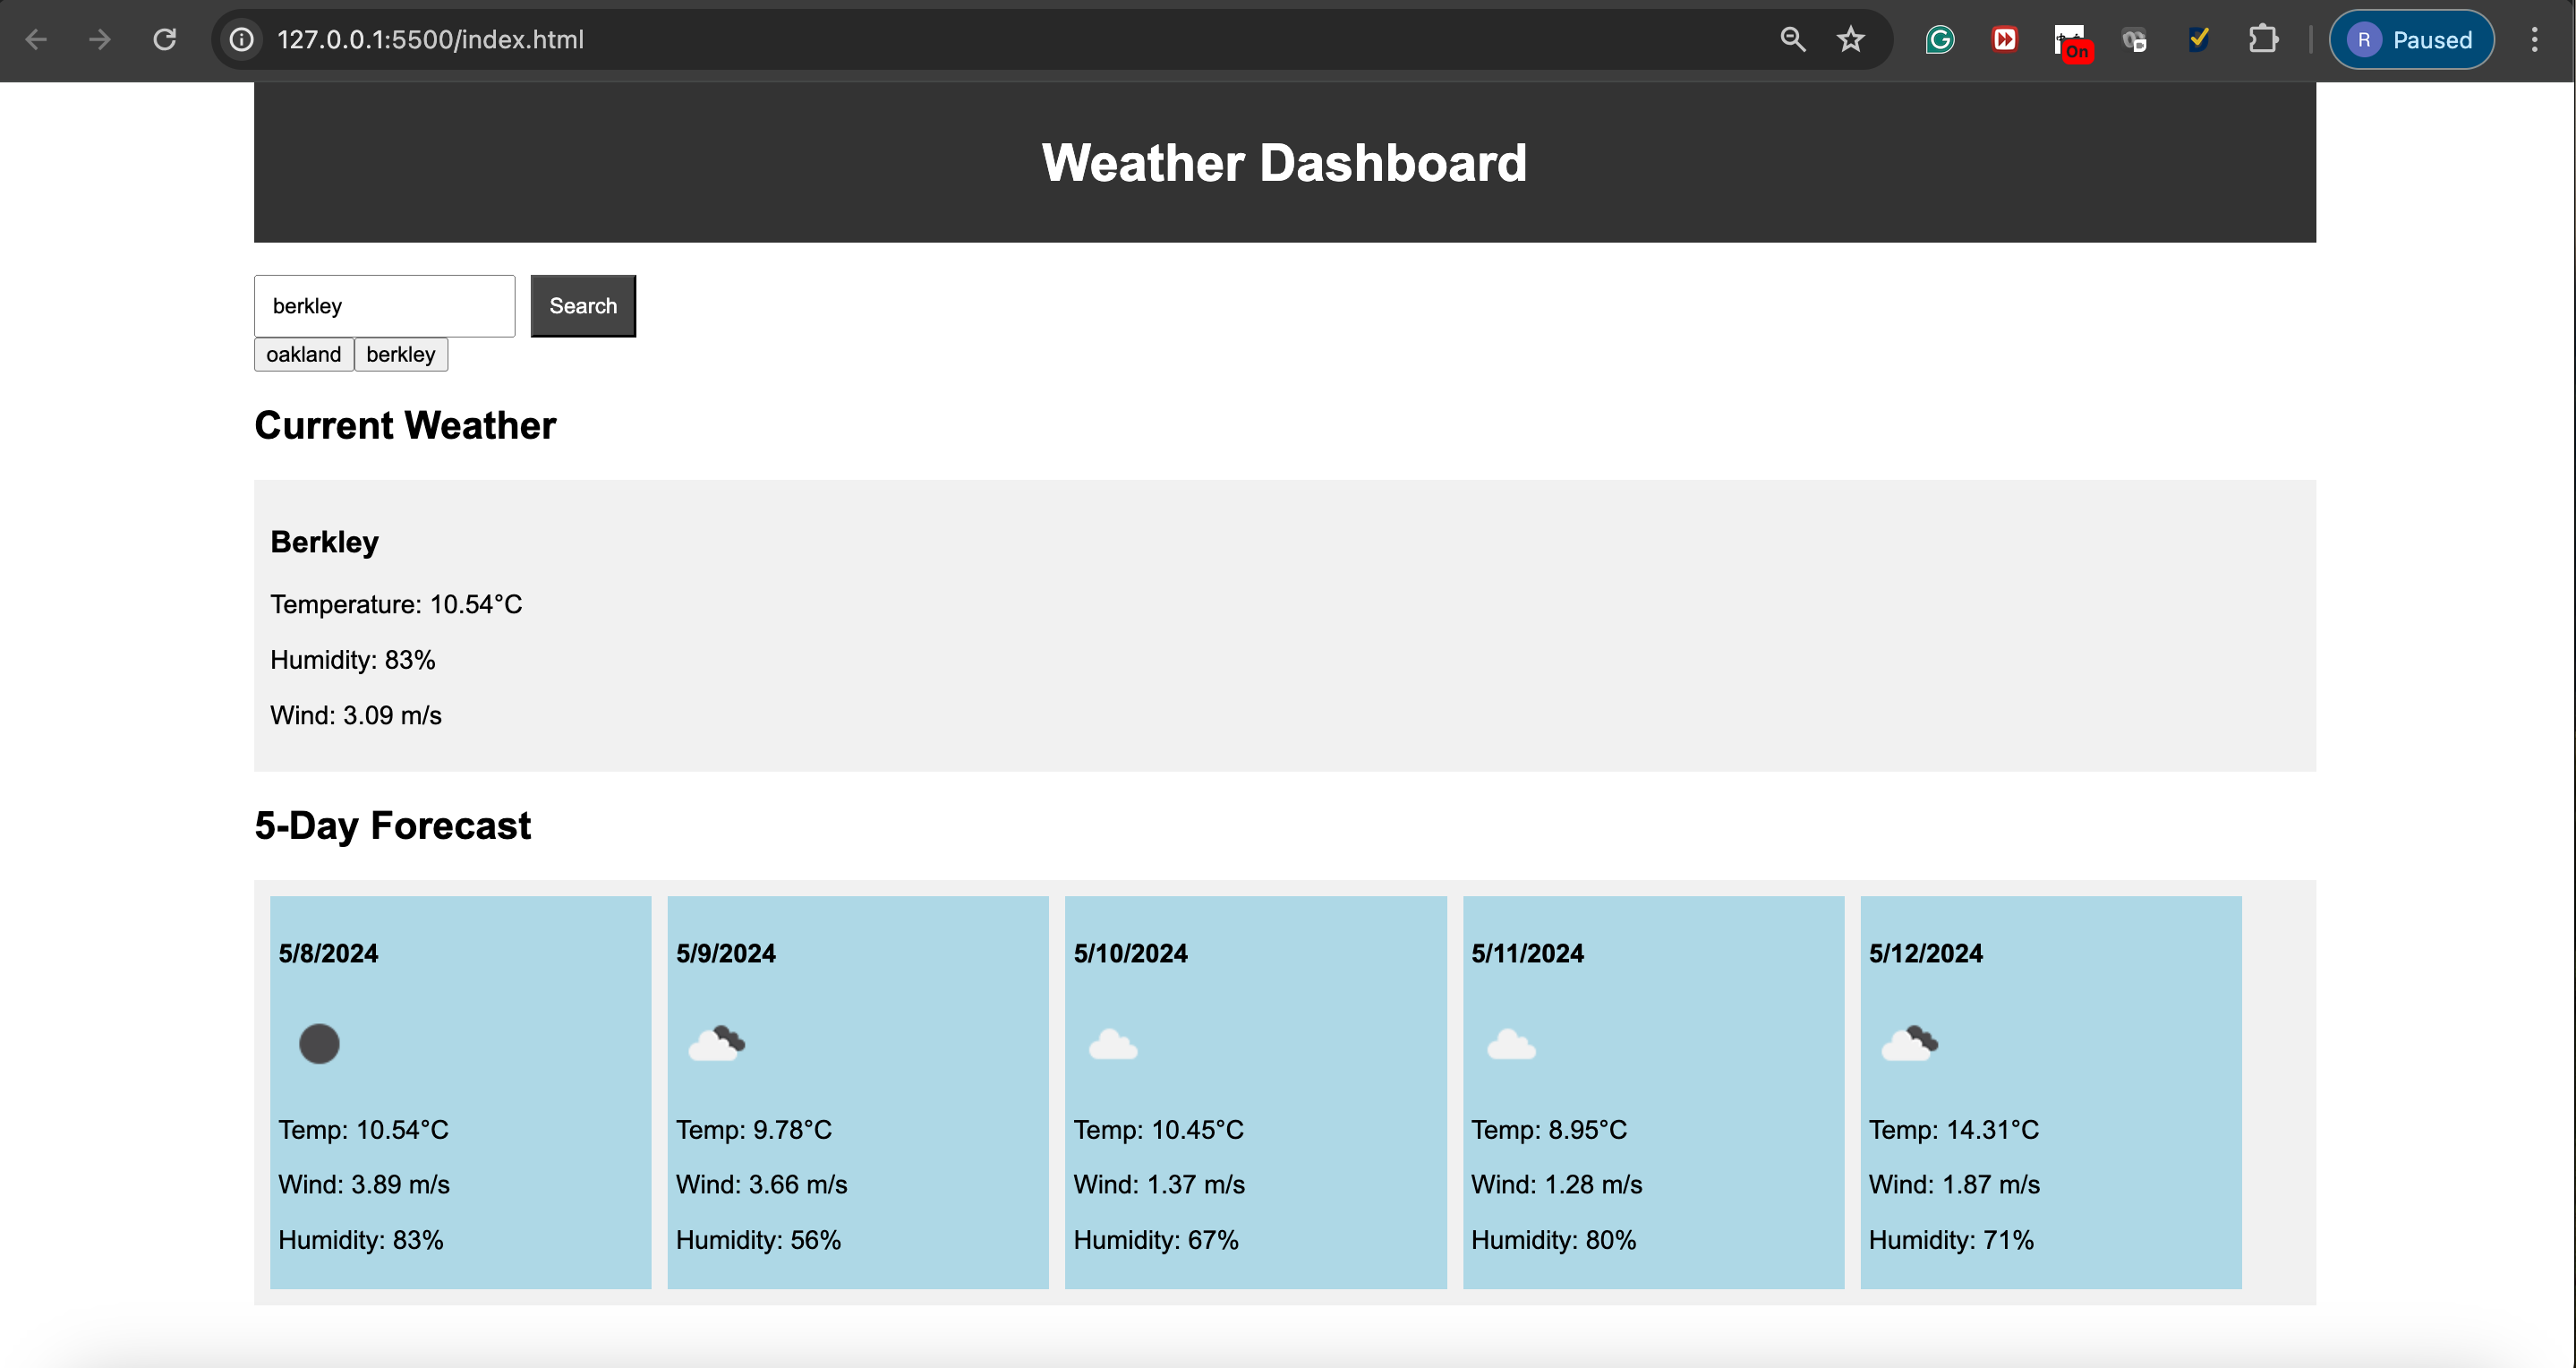 127.0.0.1:5500/index.html
On
R Paused
Weather Dashboard
berkley Search
oakland berkley
Current Weather
Berkley
Temperature: 10.54°C
Humidity: 83%
Wind: 3.09 m/s
5-Day Forecast
5/8/2024 5/9/2024 5/10/2024 5/11/2024 5/12/2024
Temp: 10.54°C Temp: 9.78°C Temp: 10.45°C Temp: 8.95°C Temp: 14.31°C
Wind: 3.89 m/s Wind: 3.66 m/s Wind: 1.37 m/s Wind: 1.28 m/s Wind: 1.87 m/s
Humidity: 83% Humidity: 56% Humidity: 67% Humidity: 80% Humidity: 71%